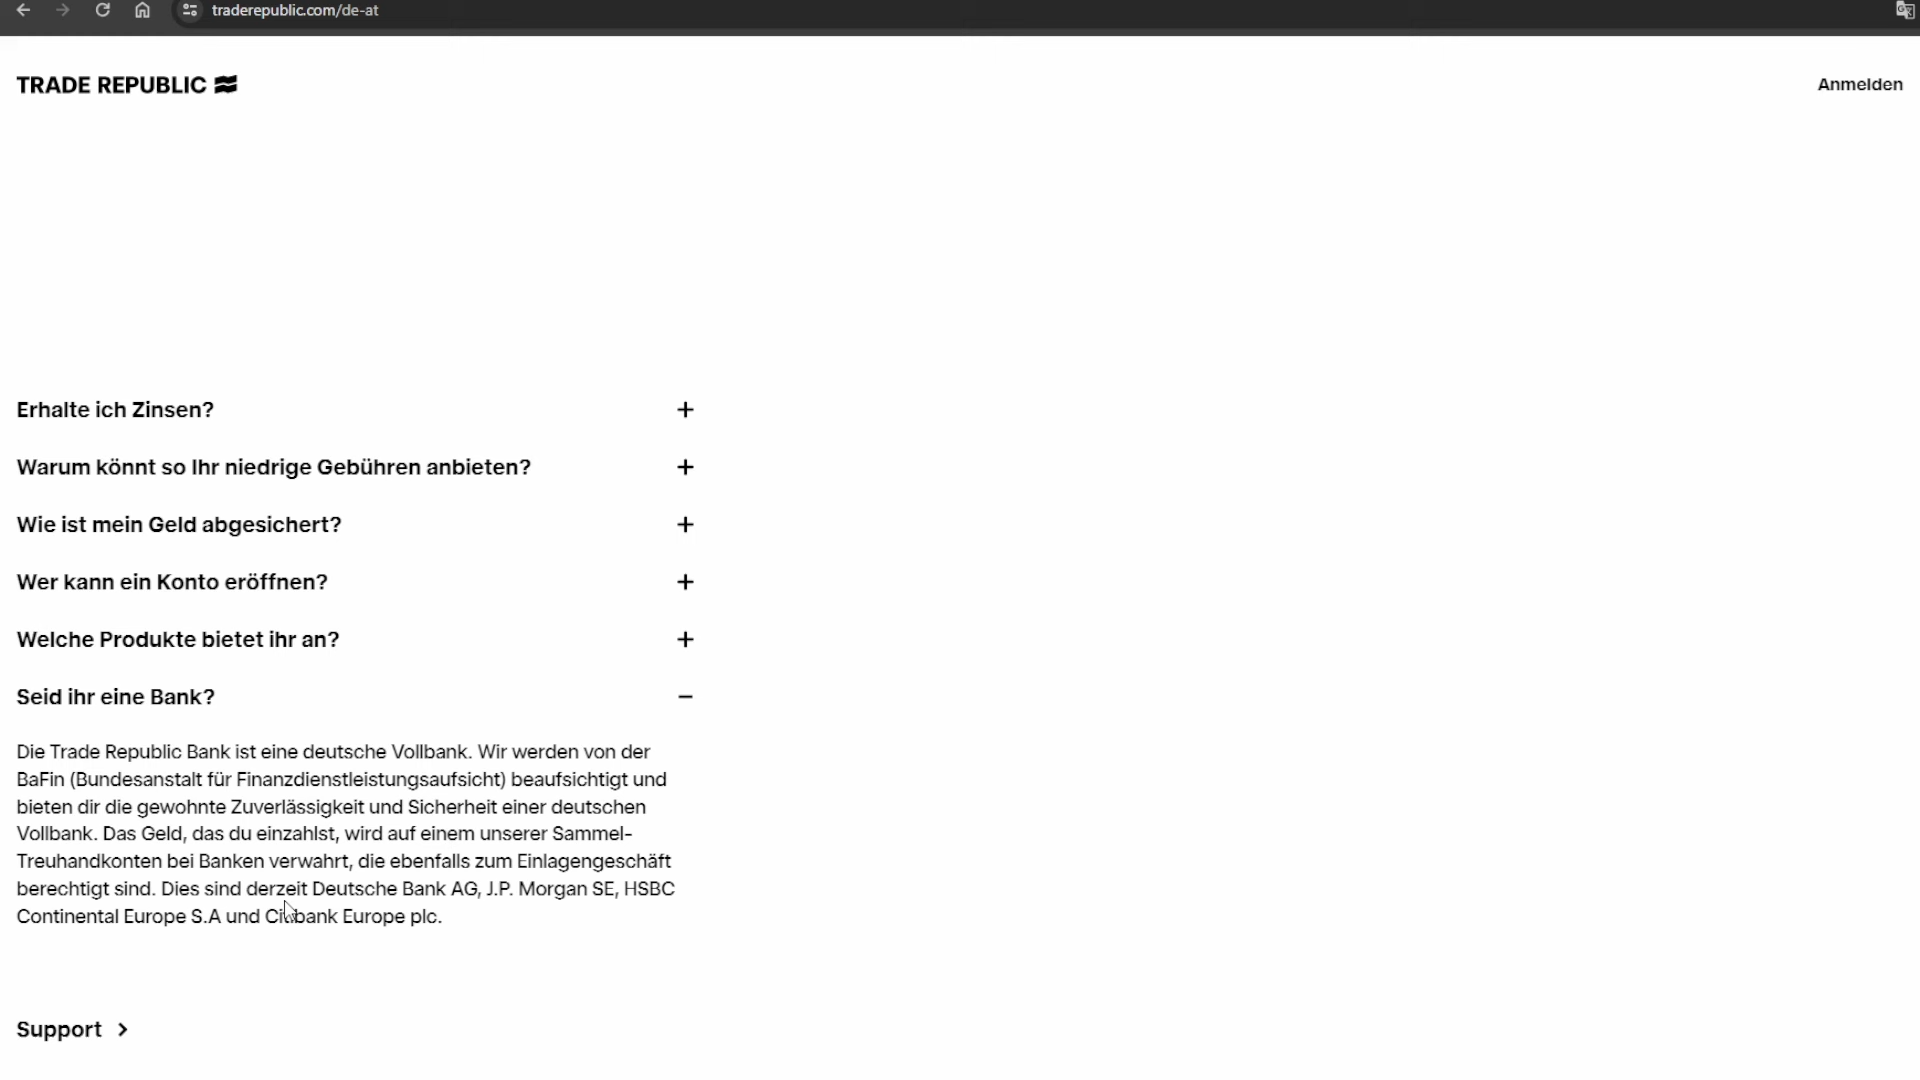 traderepublic.com/de-at
TRADE REPUBLIC
Anmelden
Erhalte ich Zinsen?
Warum könnt so Ihr niedrige Gebühren anbieten?
Wie ist mein Geld abgesichert?
Wer kann ein Konto eröffnen?
Welche Produkte bietet ihr an?
Seid ihr eine Bank?
Die Trade Republic Bank ist eine deutsche Vollbank. Wir werden von der
BaFin (Bundesanstalt für Finanzdienstleistungsaufsicht) beaufsichtigt und
bieten dir die gewohnte Zuverlässigkeit und Sicherheit einer deutschen
Vollbank. Das Geld, das du einzahlst, wird auf einem unserer Sammel-
Treuhandkonten bei Banken verwahrt, die ebenfalls zum Einlagengeschäft
berechtigt sind. Dies sind derzeit Deutsche Bank AG, J.P. Morgan SE, HSBC
Continental Europe S.A und Citibank Europe plc.
Support